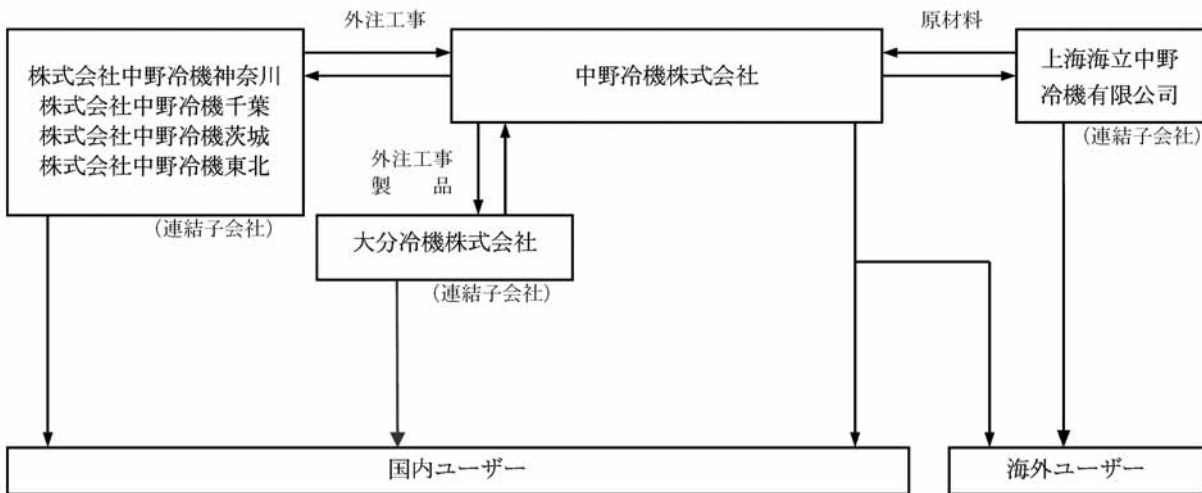 外注工事
原材料
株式会社中野冷機神奈川
株式会社中野冷機千葉
株式会社中野冷機茨城
株式会社中野冷機東北
(連結子会社)
中野冷機株式会社
上海海立中野
冷機有限公司
(連結子会社)
外注工事
製　　品
大分冷機株式会社
(連結子会社)
国内ユーザー
海外ユーザー